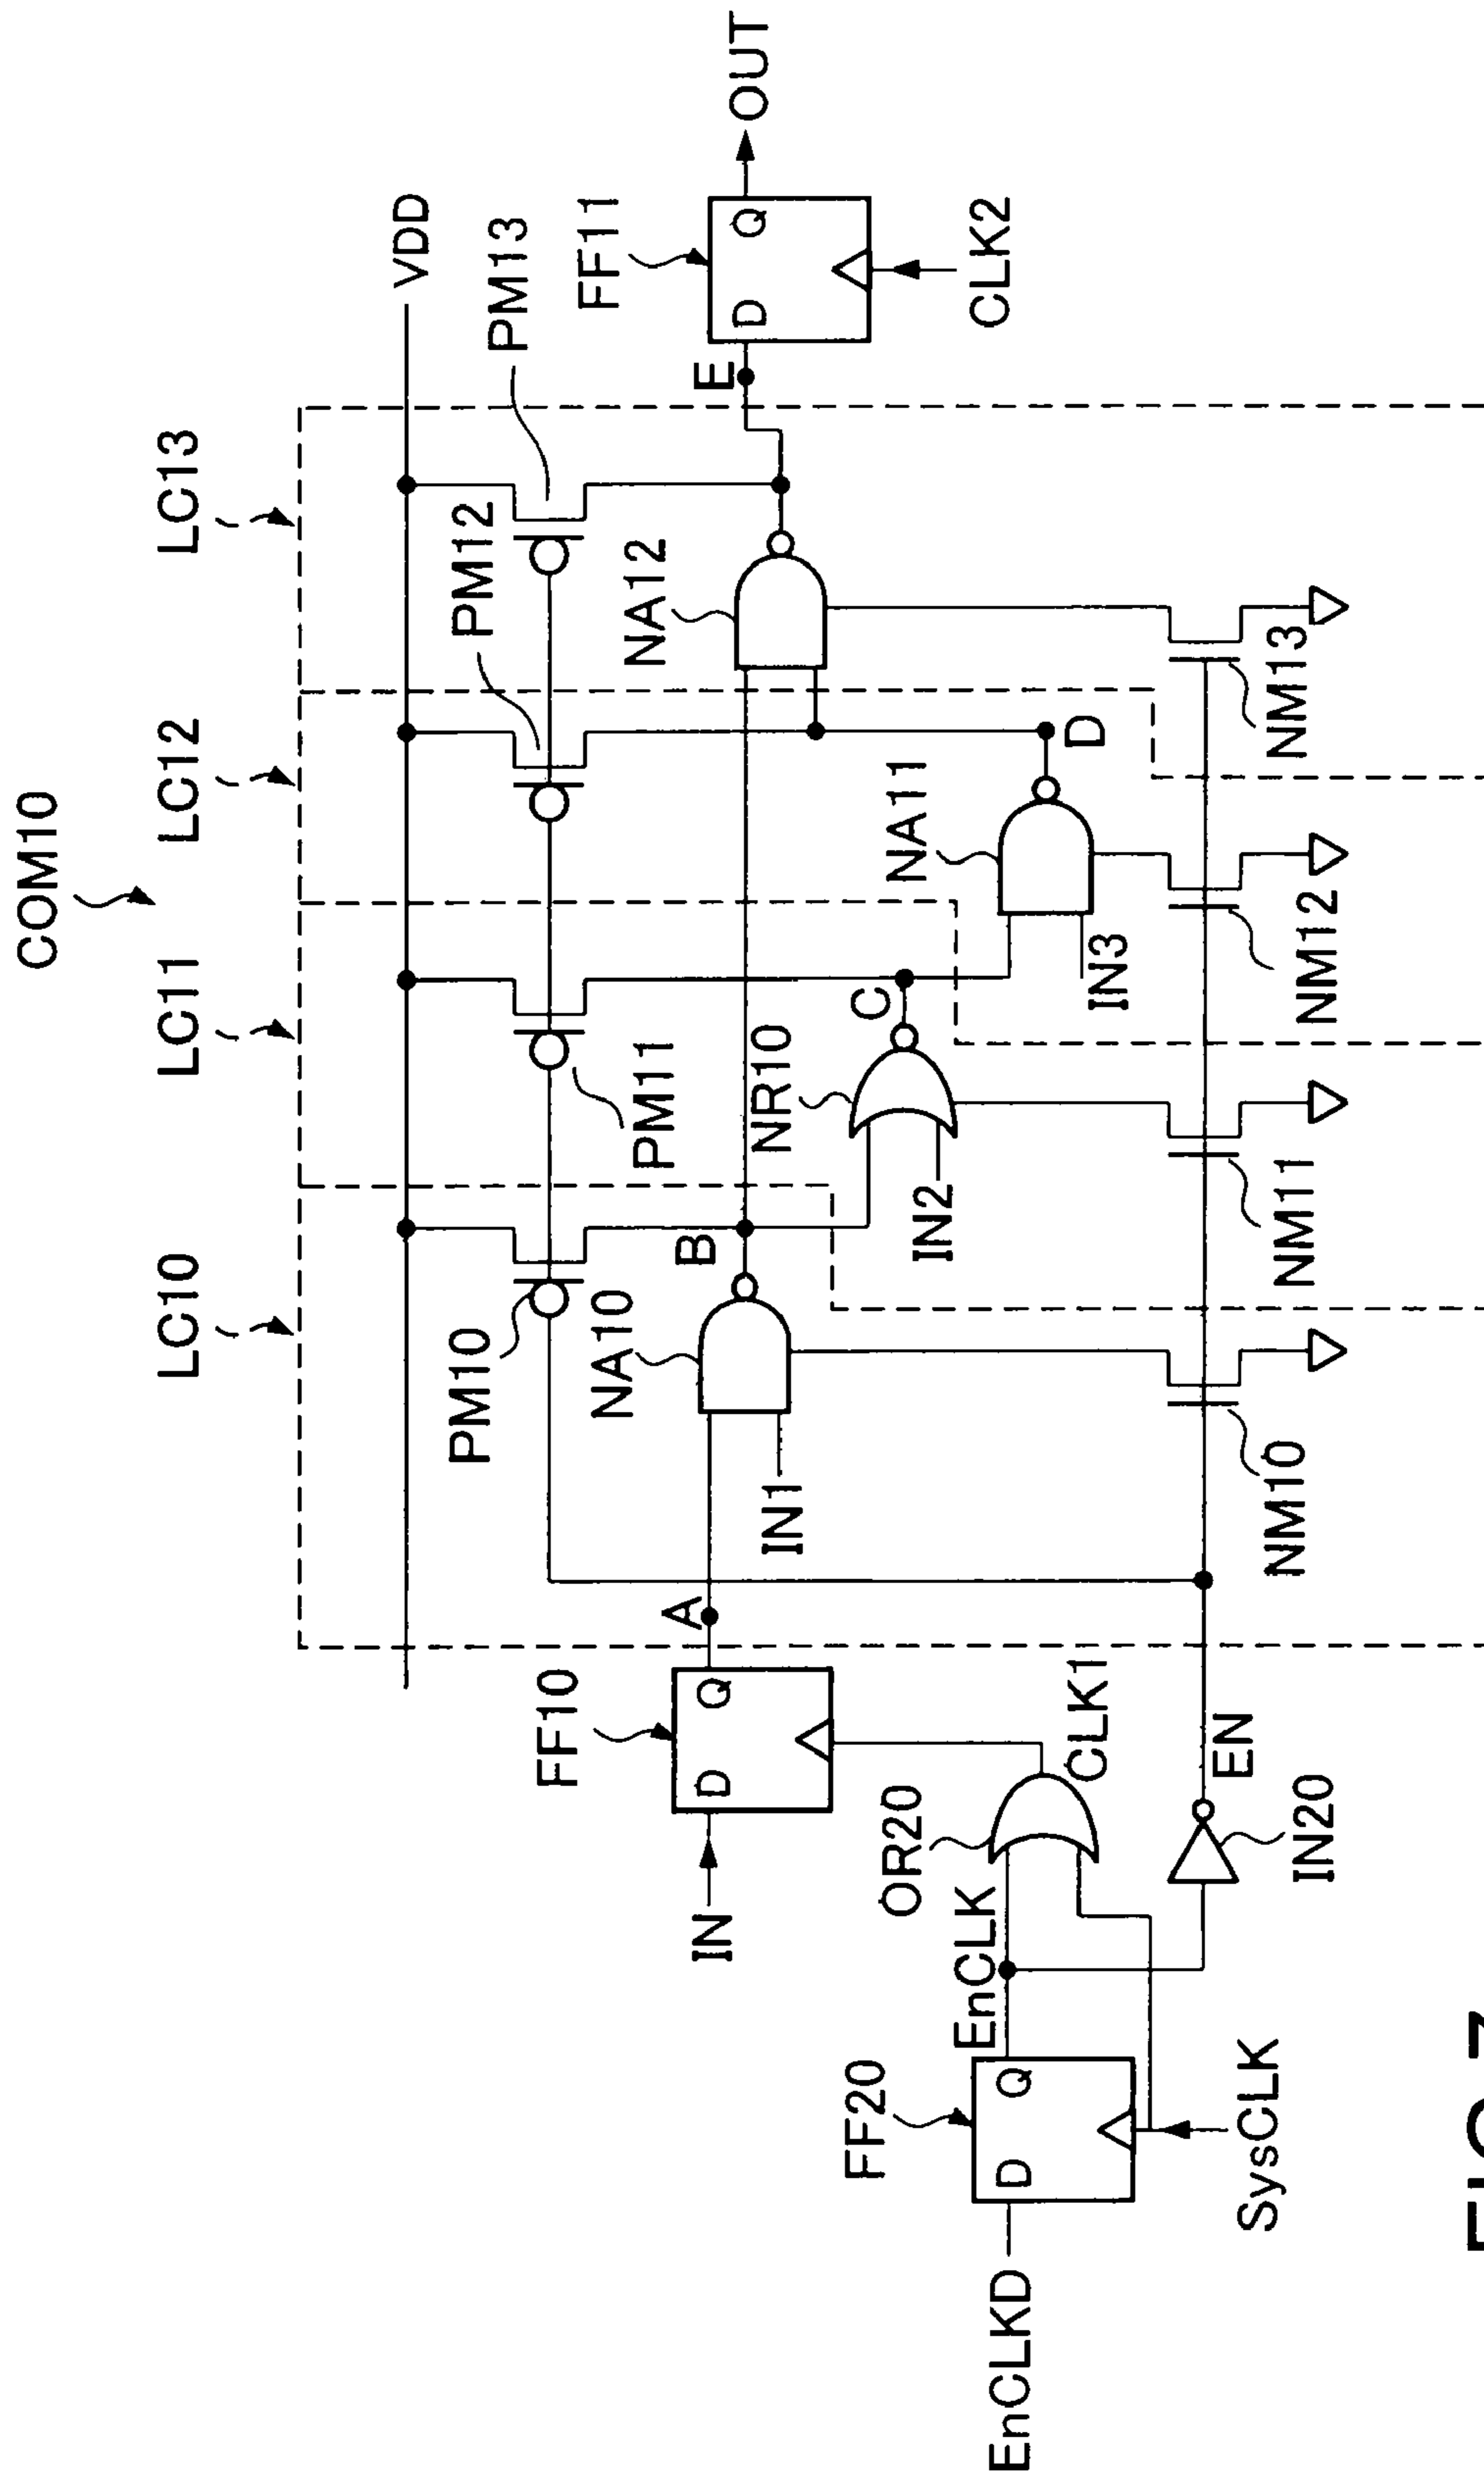 COM10
LC10
LC11
LC12
LC13
VDD
PM10
PM11
PM12
PM13
FF10
D
Q
IN
A
NA10
IN1
B
NR10
IN2
C
NA11
IN3
D
NA12
E
FF11
D
Q
OUT
CLK2
NM10
NM11
NM12
NM13
OR20
CLK1
EnCLK
FF20
D
Q
EnCLKD
SysCLK
IN20
EN